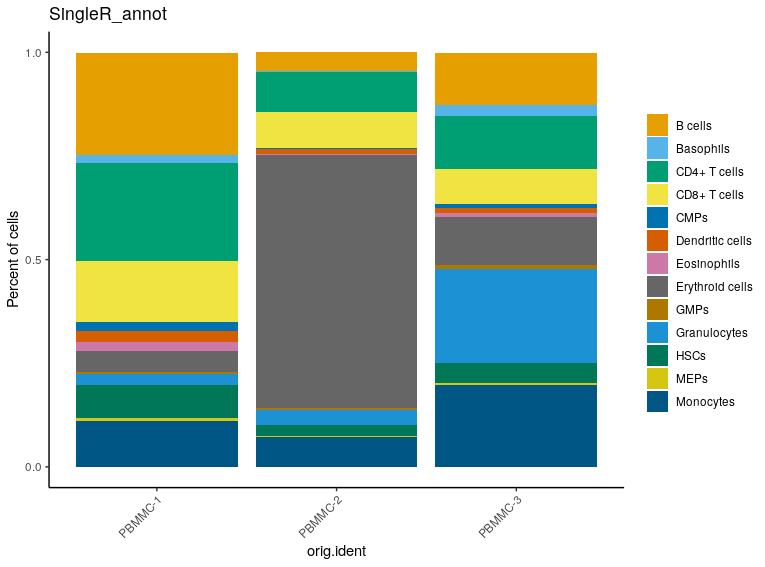 SingleR_annot
1.0
0.5
0.0
Percent of cells
PBMMC-1
PBMMC-2
PBMMC-3
orig.ident
B cells
Basophils
CD4+ T cells
CD8+ T cells
CMPs
Dendritic cells
Eosinophils
Erythroid cells
GMPs
Granulocytes
HSCs
MEPs
Monocytes